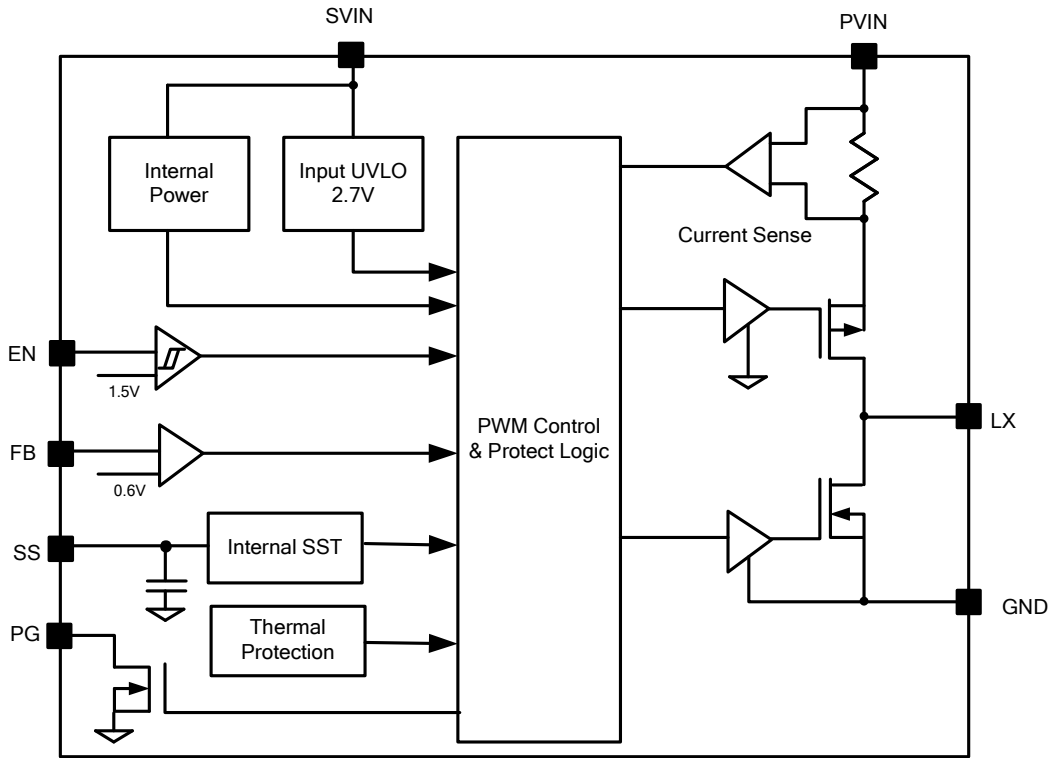 SVIN
PVIN
Internal
Power
Input UVLO
2.7V
Current Sense
EN
1.5V
PWM Control
& Protect Logic
LX
FB
0.6V
SS
Internal SST
GND
PG
Thermal
Protection